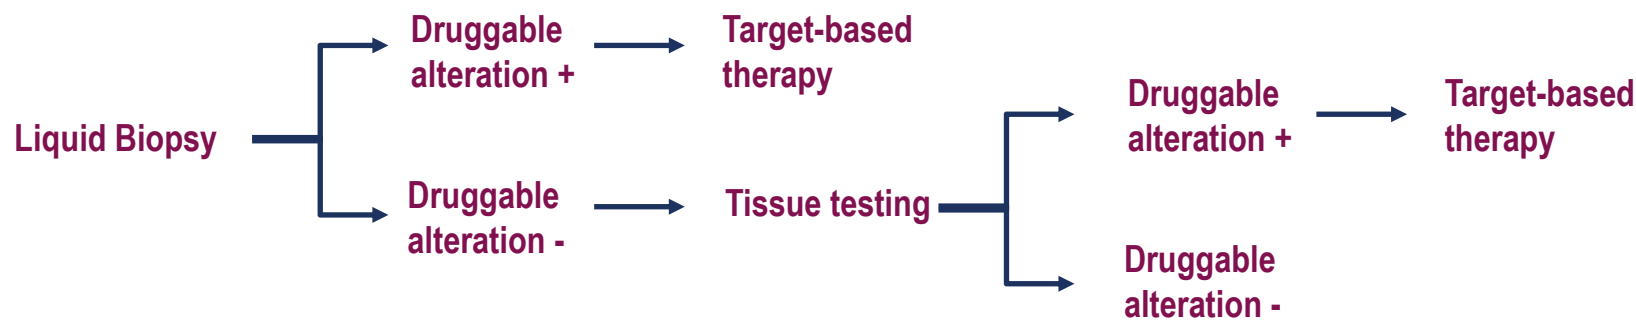 Liquid Biopsy
Druggable
alteration +
Target-based
therapy
Druggable
alteration -
Tissue testing
Druggable
alteration +
Target-based
therapy
Druggable
alteration -